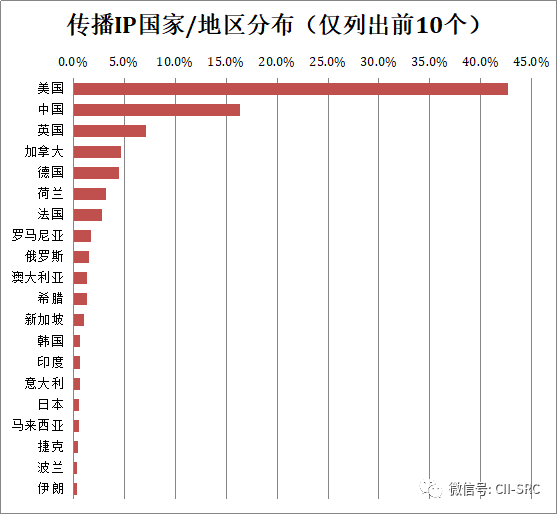 传播IP国家/地区分布（仅列出前10个）
0.0% 5.0% 10.0% 15.0% 20.0% 25.0% 30.0% 35.0% 40.0% 45.0%
美国
中国
英国
加拿大
德国
荷兰
法国
罗马尼亚
俄罗斯
澳大利亚
希腊
新加坡
韩国
印度
意大利
日本
马来西亚
捷克
波兰
伊朗
微信号: CII-SRC